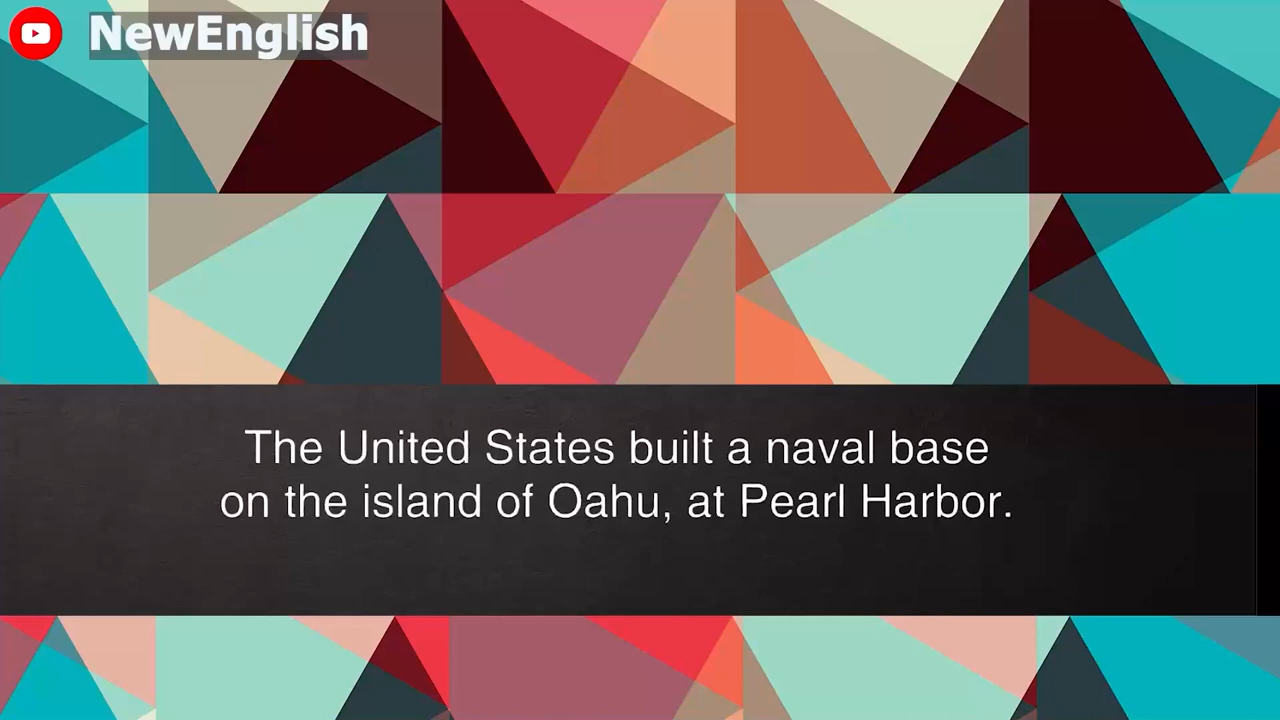 NewEnglish
The United States built a naval base
on the island of Oahu, at Pearl Harbor.